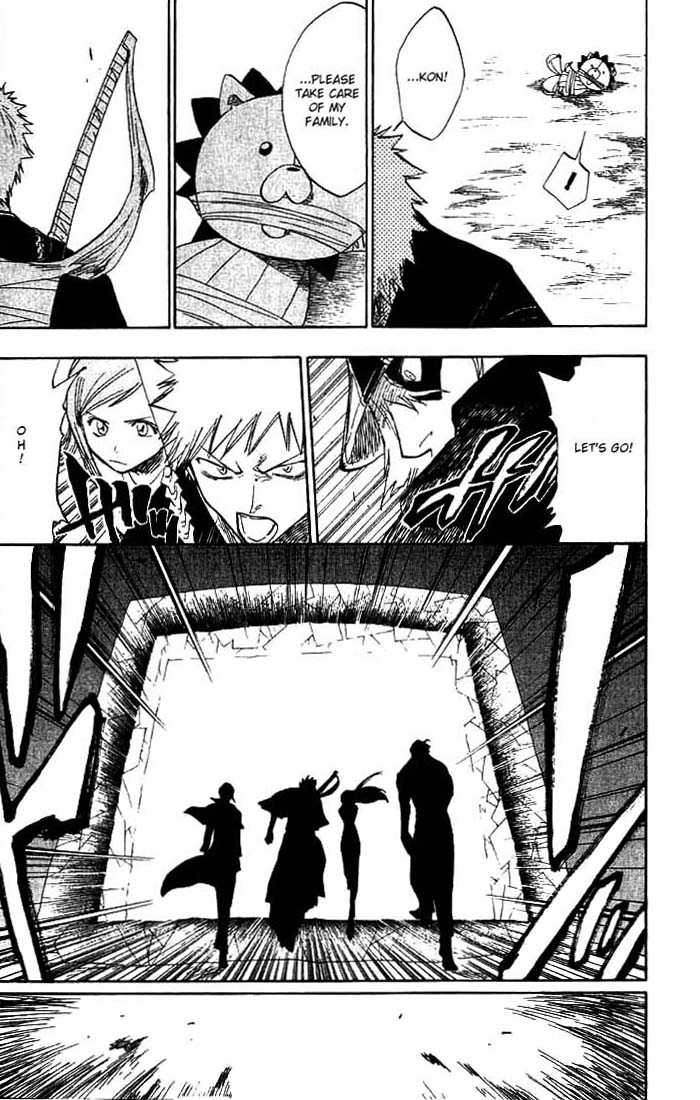 ...KON!
...PLEASE
TAKE CARE
OF MY
FAMILY.
LET'S GO!
OH!